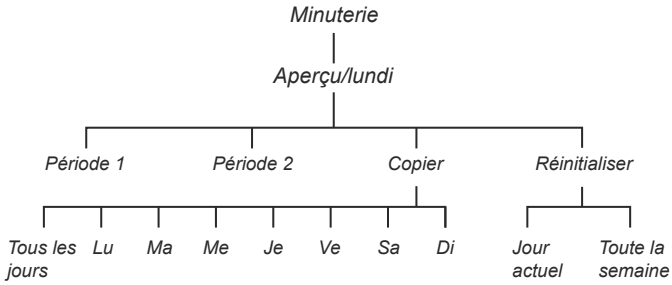 Minuterie
Aperçu/lundi
Période 1
Période 2
Copier
Réinitialiser
Tous les
jours
Lu
Ma
Me
Je
Ve
Sa
Di
Jour
actuel
Toute la
semaine